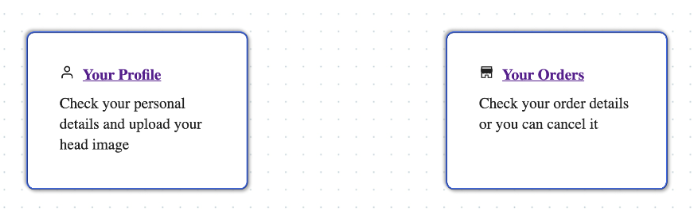 Your Profile
Check your personal
details and upload your
head image
Your Orders
Check your order details
or you can cancel it